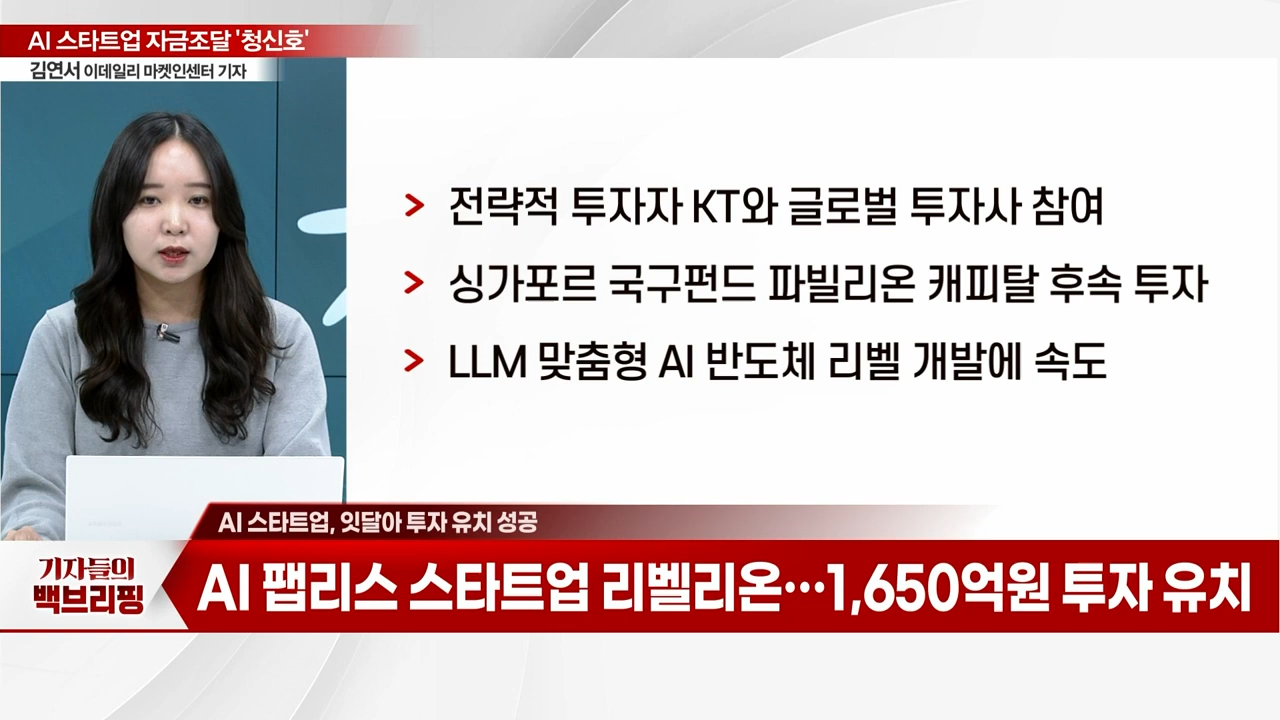 AI 스타트업 자금조달 '청신호'
김연서 이데일리 마켓인센터 기자
> 전략적 투자자 KT와 글로벌 투자사 참여
> 싱가포르 국구펀드 파빌리온 캐피탈 후속 투자
> LLM 맞춤형 AI 반도체 리벨 개발에 속도
AI 스타트업, 잇달아 투자 유치 성공
기자들의
백브리핑
AI 팹리스 스타트업 리벨리온…1,650억원 투자 유치